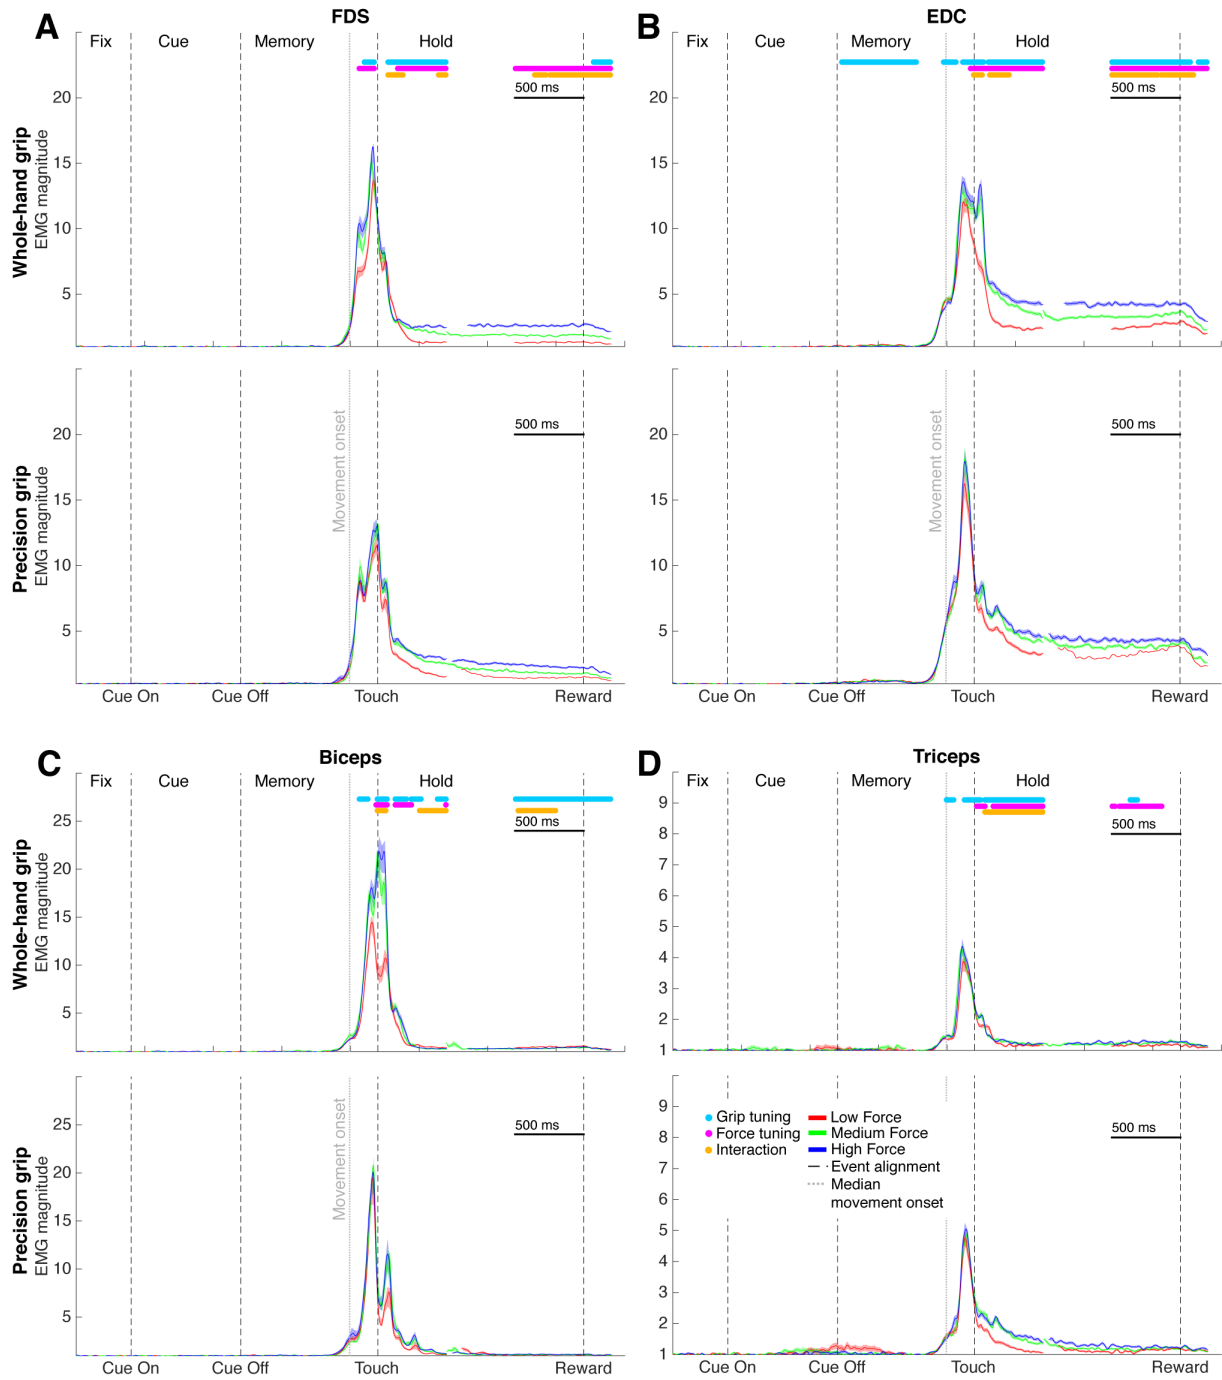 A
FDS
Fix
Cue
Memory
Hold
500 ms
20
15
10
5
Whole-hand grip
EMG magnitude
500 ms
20
15
10
5
Precision grip
EMG magnitude
Movement onset
Cue On
Cue Off
Touch
Reward
B
EDC
Fix
Cue
Memory
Hold
500 ms
20
15
10
5
500 ms
20
15
10
5
Movement onset
Cue On
Cue Off
Touch
Reward
C
Biceps
Fix
Cue
Memory
Hold
500 ms
25
20
15
10
5
Whole-hand grip
EMG magnitude
500 ms
25
20
15
10
5
Precision grip
EMG magnitude
Movement onset
Cue On
Cue Off
Touch
Reward
D
Triceps
Fix
Cue
Memory
Hold
500 ms
9
8
7
6
5
4
3
2
1
500 ms
9
8
7
6
5
4
3
2
1
Grip tuning
Force tuning
Interaction
Low Force
Medium Force
High Force
Event alignment
Median
movement onset
Cue On
Cue Off
Touch
Reward